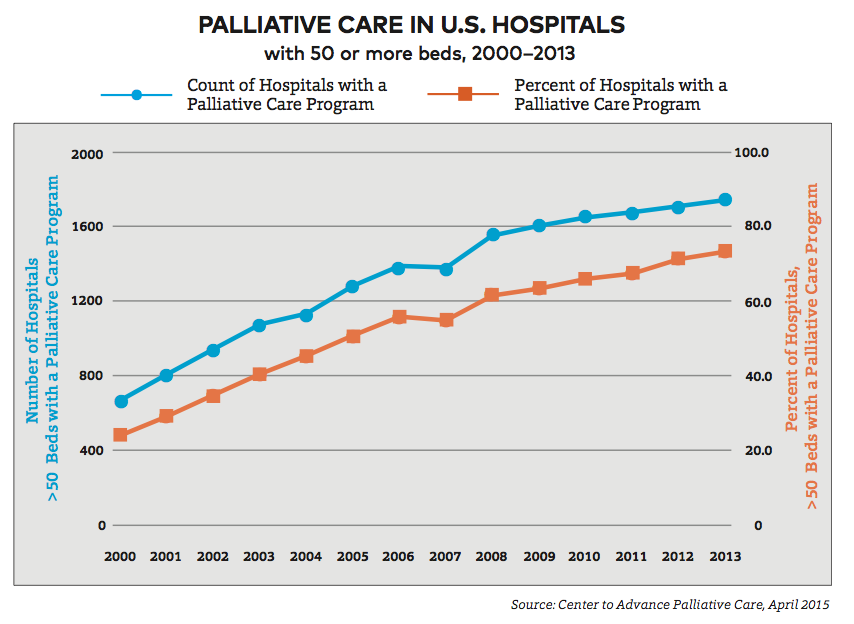 PALLIATIVE CARE IN U.S. HOSPITALS
with 50 or more beds, 2000–2013
Count of Hospitals with a
Palliative Care Program
Percent of Hospitals with a
Palliative Care Program
Number of Hospitals
>50 Beds with a Palliative Care Program
2000
1600
1200
800
400
0
100.0
80.0
60.0
40.0
20.0
0
Percent of Hospitals,
>50 Beds with a Palliative Care Program
2000 2001 2002 2003 2004 2005 2006 2007 2008 2009 2010 2011 2012 2013
Source: Center to Advance Palliative Care, April 2015